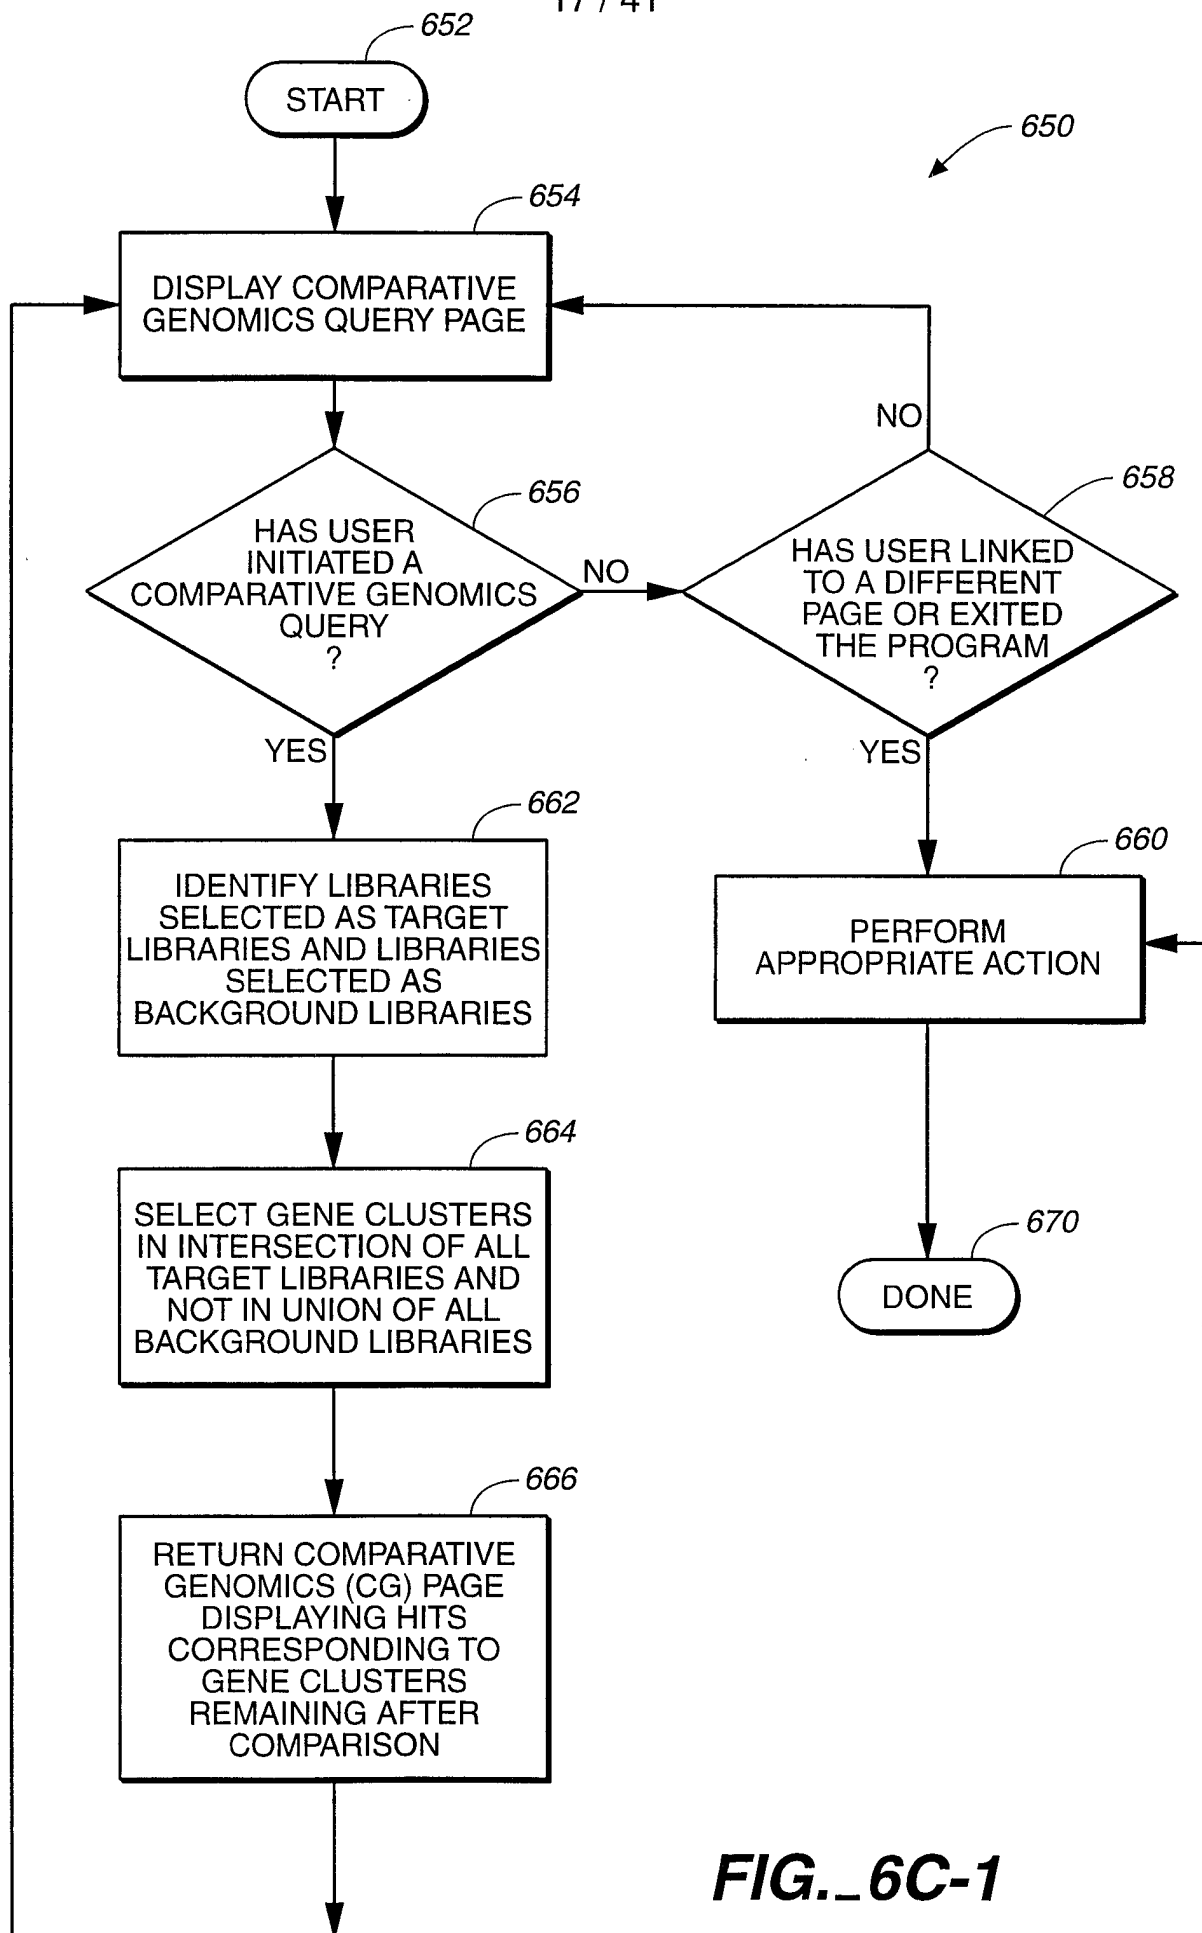 17 / 41
652
START
650
654
DISPLAY COMPARATIVE
GENOMICS QUERY PAGE
NO
656
HAS USER
INITIATED A
COMPARATIVE GENOMICS
QUERY
?
NO
658
HAS USER LINKED
TO A DIFFERENT
PAGE OR EXITED
THE PROGRAM
?
YES
YES
662
IDENTIFY LIBRARIES
SELECTED AS TARGET
LIBRARIES AND LIBRARIES
SELECTED AS
BACKGROUND LIBRARIES
660
PERFORM
APPROPRIATE ACTION
664
SELECT GENE CLUSTERS
IN INTERSECTION OF ALL
TARGET LIBRARIES AND
NOT IN UNION OF ALL
BACKGROUND LIBRARIES
670
DONE
666
RETURN COMPARATIVE
GENOMICS (CG) PAGE
DISPLAYING HITS
CORRESPONDING TO
GENE CLUSTERS
REMAINING AFTER
COMPARISON
FIG._6C-1